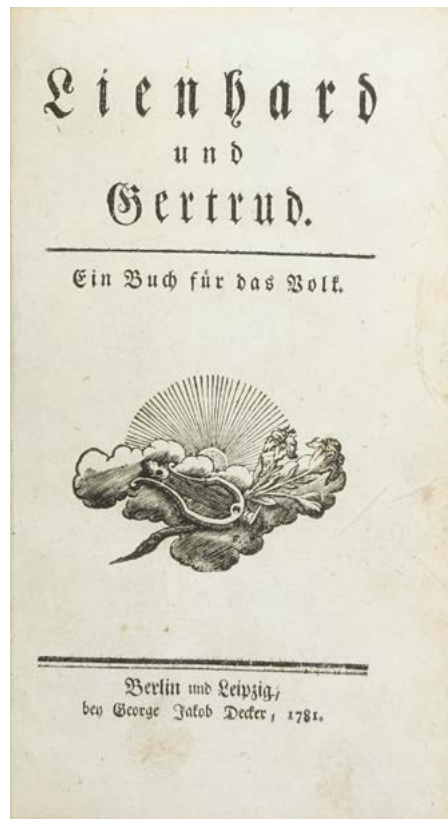 Lienhard
und
Gertrud.
Ein Buch für das Volk.
Berlin und Leipzig,
bey George Jakob Decker, 1781.